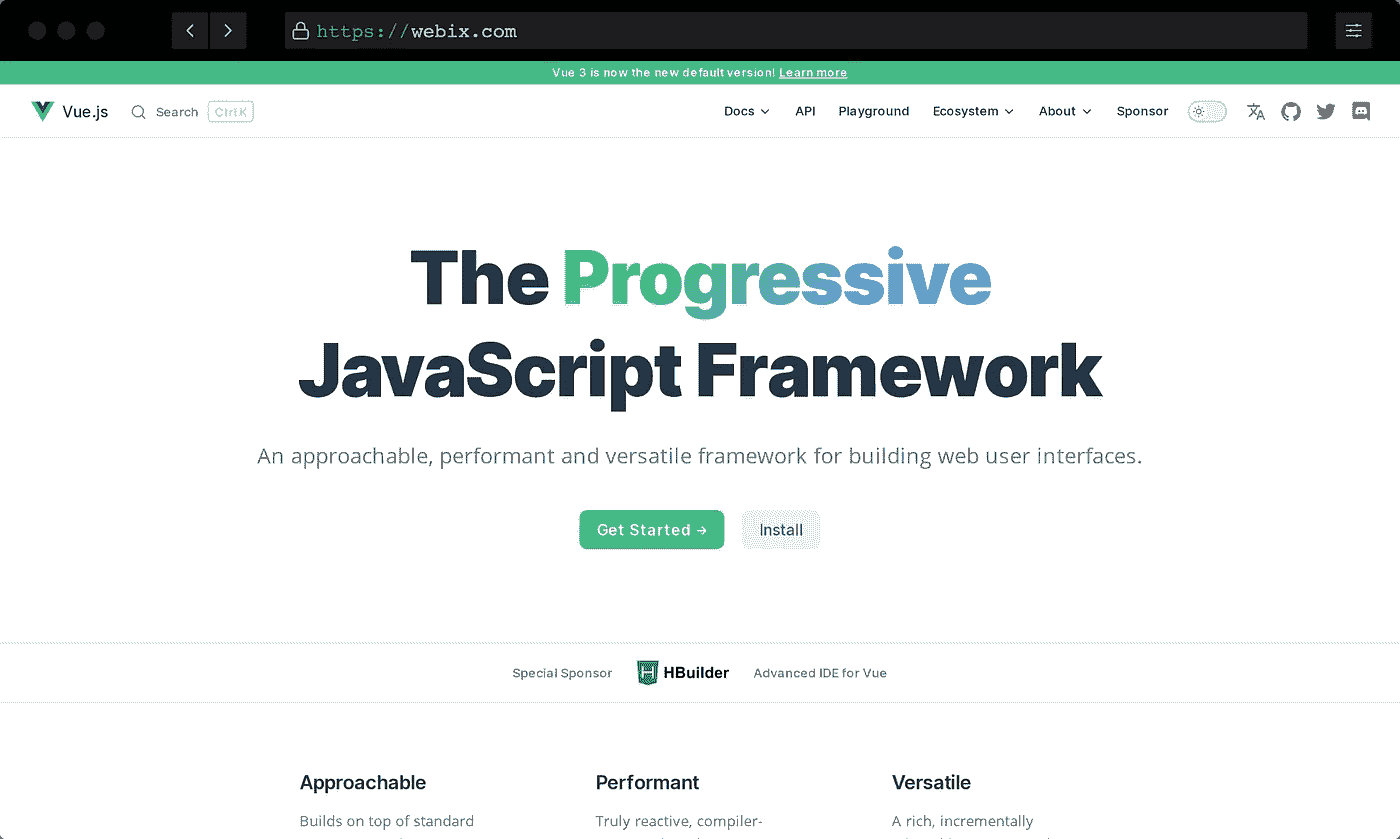 https://webix.com
Vue 3 is now the new default version! Learn more
Vue.js Search Ctrl K Docs API Playground Ecosystem About Sponsor
The Progressive
JavaScript Framework
An approachable, performant and versatile framework for building web user interfaces.
Get Started → Install
Special Sponsor HBuilder Advanced IDE for Vue
Approachable Performant Versatile
Builds on top of standard Truly reactive, compiler- A rich, incrementally